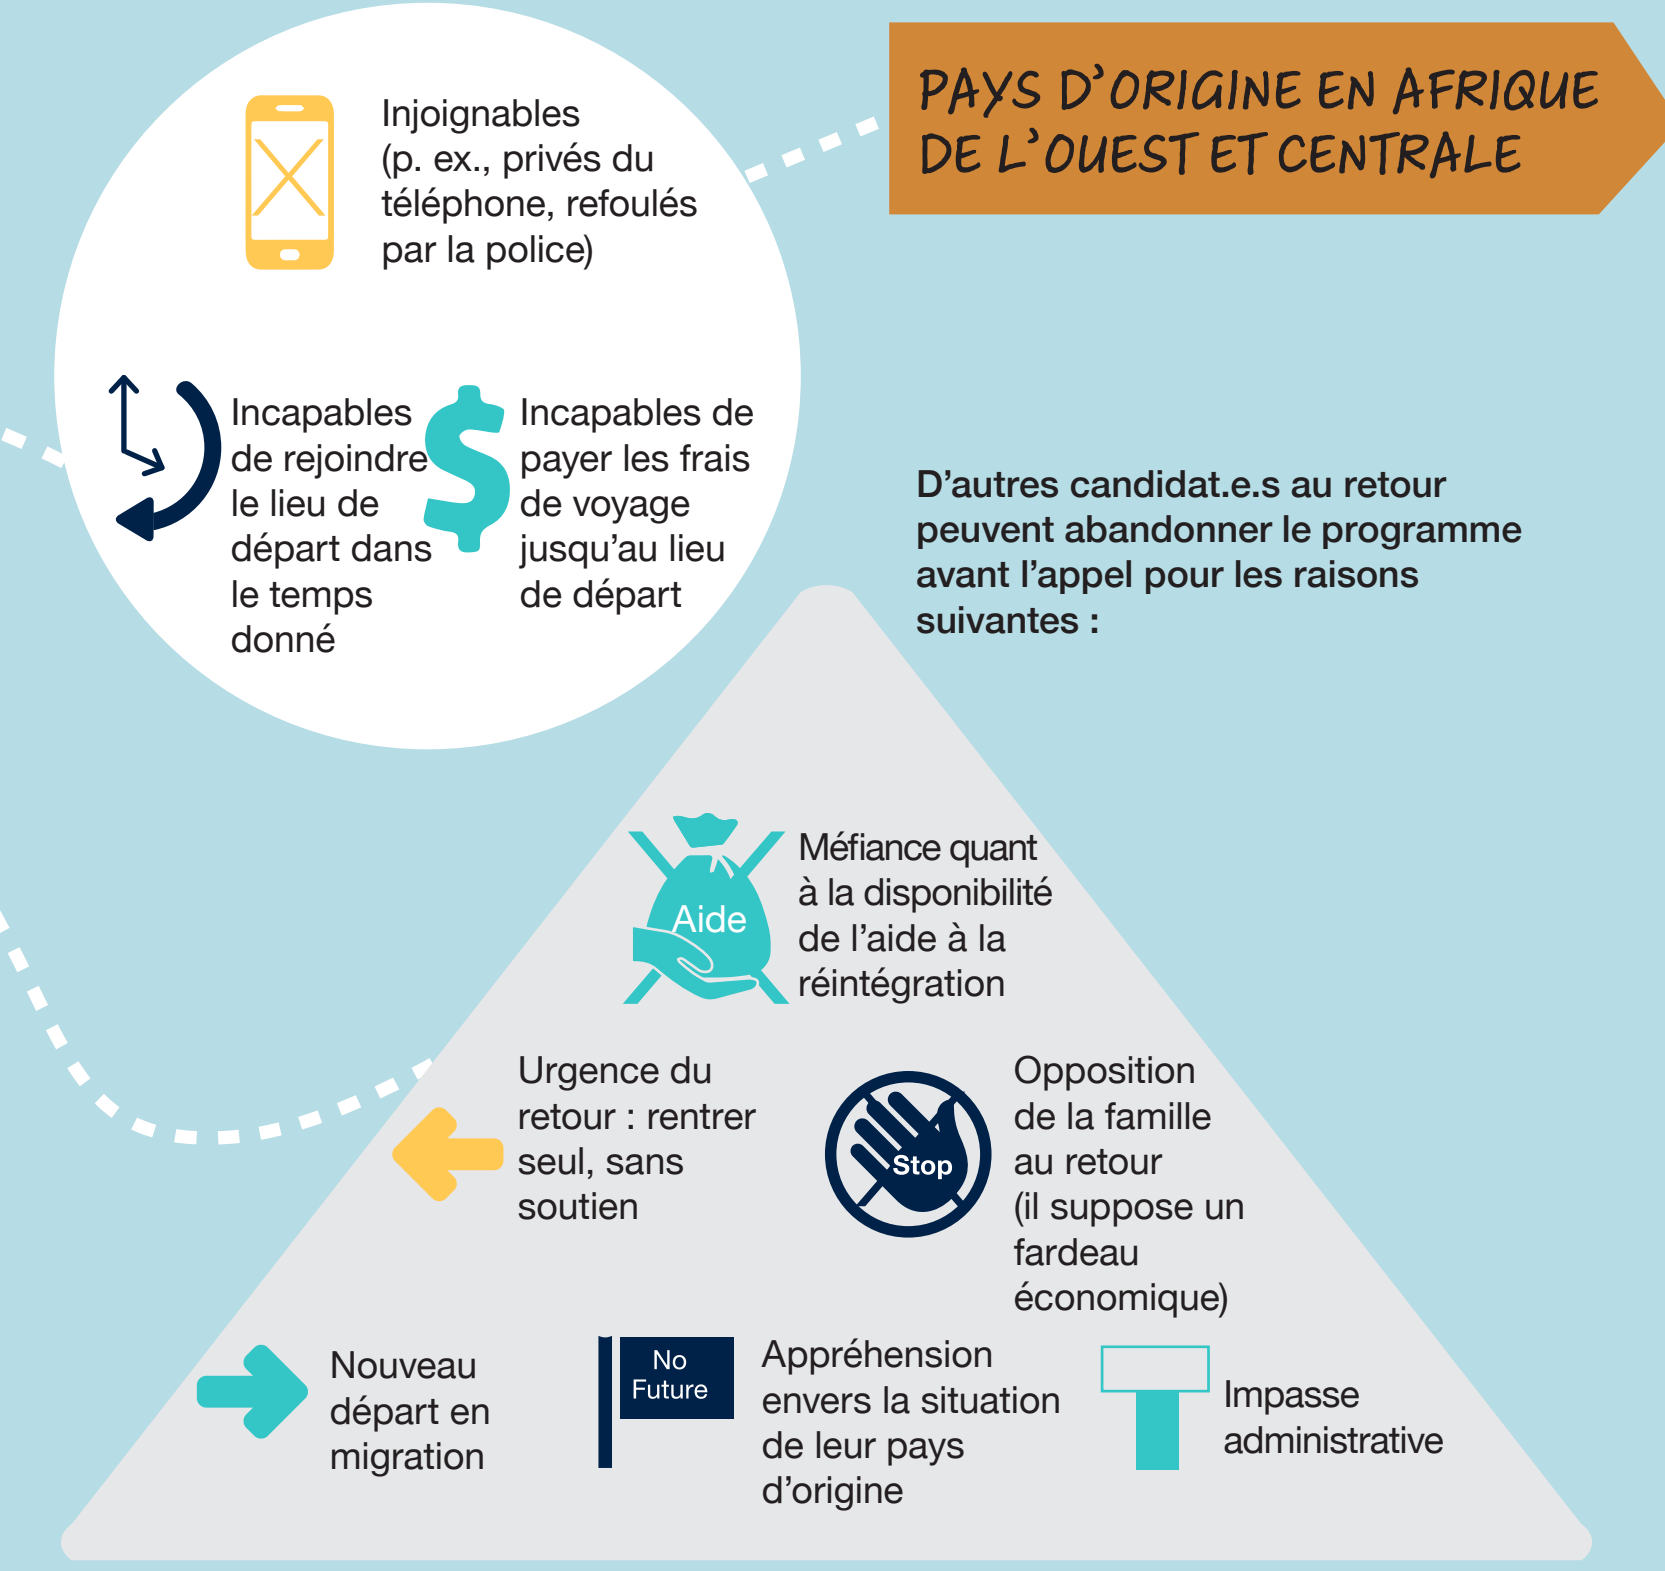 PAYS D'ORIGINE EN AFRIQUE
DE L'OUEST ET CENTRALE
Injoignables
(p. ex., privés du
téléphone, refoulés
par la police)
Incapables
de rejoindre
le lieu de
départ dans
le temps
donné
Incapables de
payer les frais
de voyage
jusqu'au lieu
de départ
D'autres candidat.e.s au retour
peuvent abandonner le programme
avant l'appel pour les raisons
suivantes :
Aide
Méfiance quant
à la disponibilité
de l'aide à la
réintégration
Urgence du
retour : rentrer
seul, sans
soutien
Stop
Opposition
de la famille
au retour
(il suppose un
fardeau
économique)
Nouveau
départ en
migration
No
Future
Appréhension
envers la situation
de leur pays
d'origine
Impasse
administrative